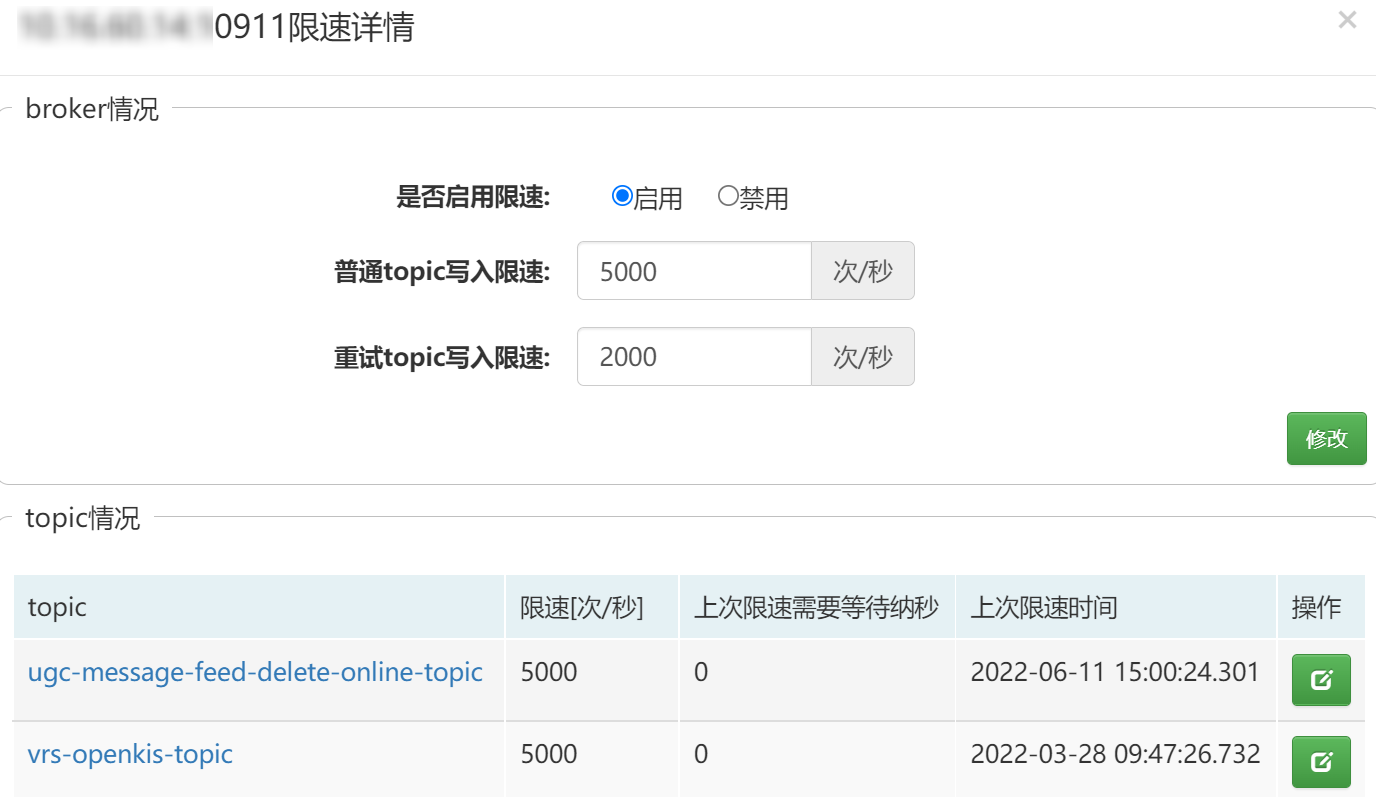 0911限速详情
×
broker情况
是否启用限速: 启用 禁用
普通topic写入限速: 5000 次/秒
重试topic写入限速: 2000 次/秒
修改
topic情况
topic 限速[次/秒] 上次限速需要等待纳秒 上次限速时间 操作
ugc-message-feed-delete-online-topic 5000 0 2022-06-11 15:00:24.301
vrs-openkis-topic 5000 0 2022-03-28 09:47:26.732